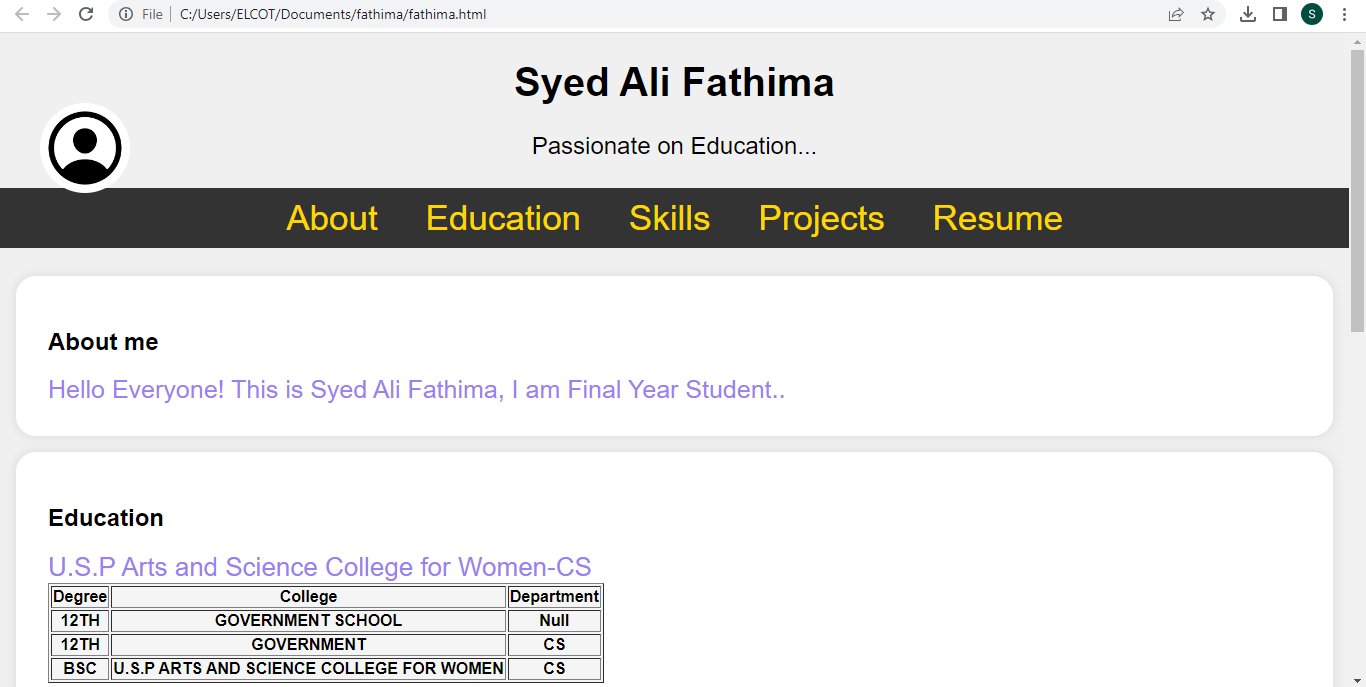 File C:/Users/ELCOT/Documents/fathima/fathima.html S
Syed Ali Fathima
Passionate on Education...
About Education Skills Projects Resume
About me
Hello Everyone! This is Syed Ali Fathima, I am Final Year Student..
Education
U.S.P Arts and Science College for Women-CS
Degree College Department
12TH GOVERNMENT SCHOOL Null
12TH GOVERNMENT CS
BSC U.S.P ARTS AND SCIENCE COLLEGE FOR WOMEN CS